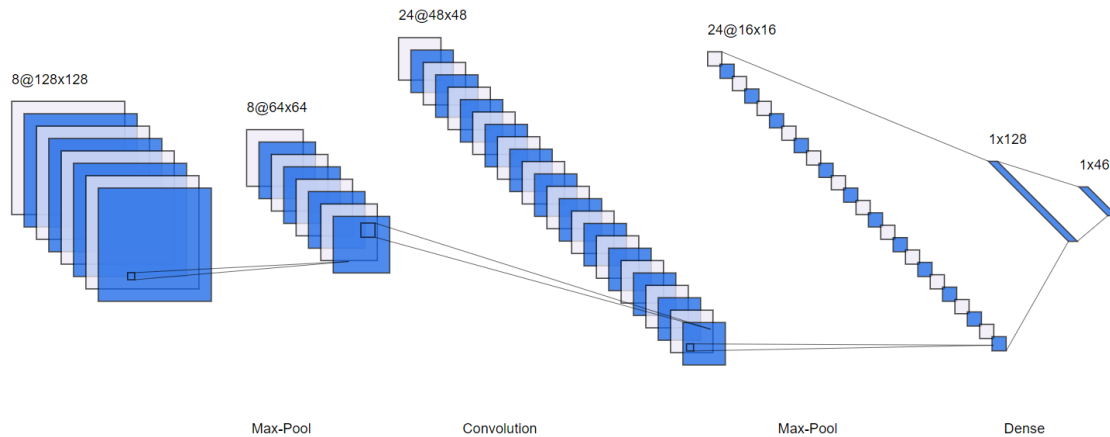 8@128x128
8@64x64
24@48x48
24@16x16
1x128
1x46
Max-Pool
Convolution
Max-Pool
Dense